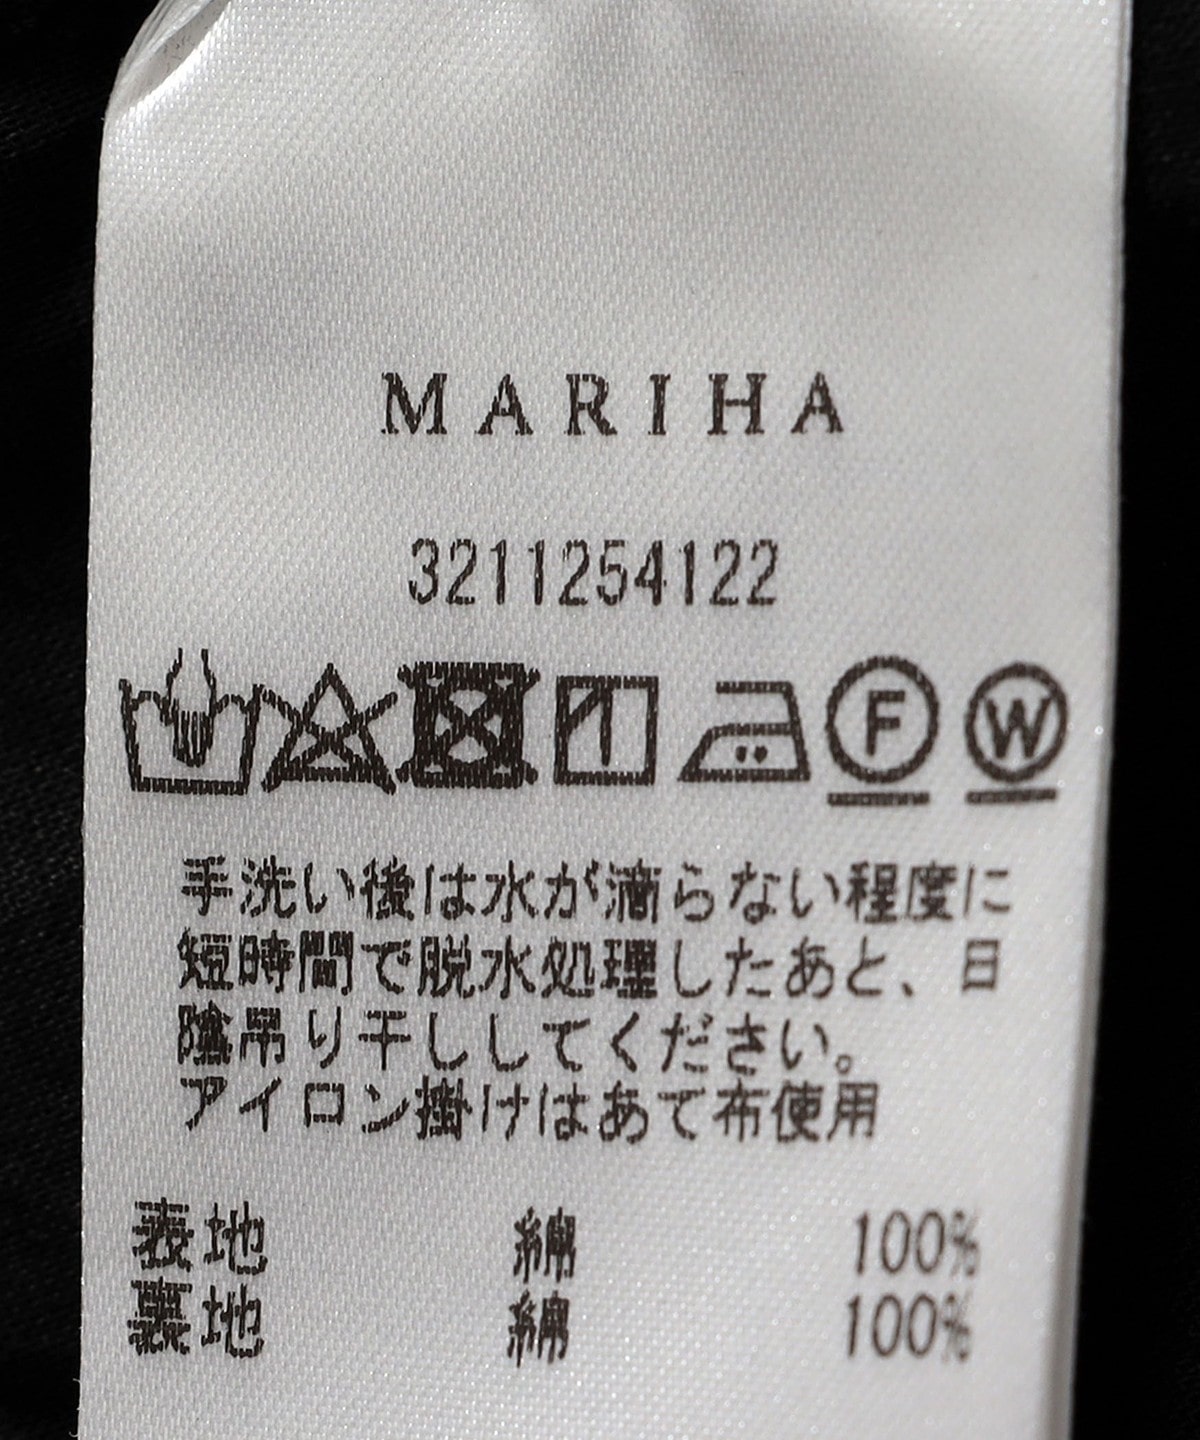 MARIHA
3211254122
F W
手洗い後は水が滴らない程度に
短時間で脱水処理したあと、日
陰吊り干ししてください。
アイロン掛けはあて布使用
表地 綿 100%
裏地 綿 100%